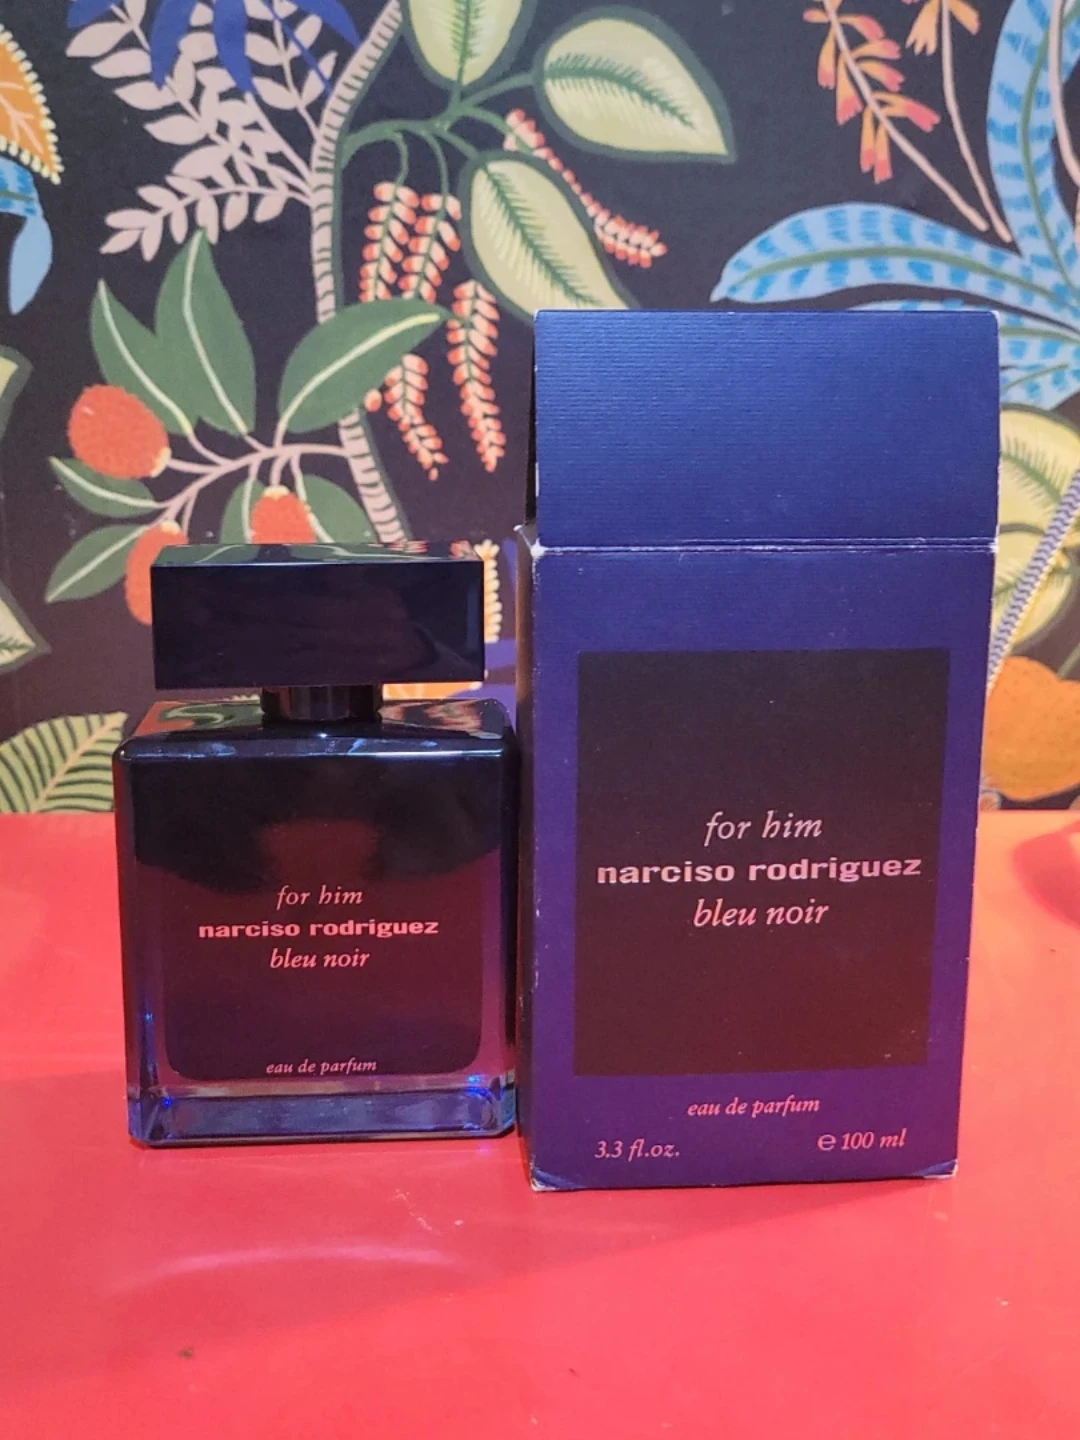 for him
narciso rodriguez
bleu noir
eau de parfum
for him
narciso rodriguez
bleu noir
eau de parfum
3.3 fl.oz.
℮ 100 ml